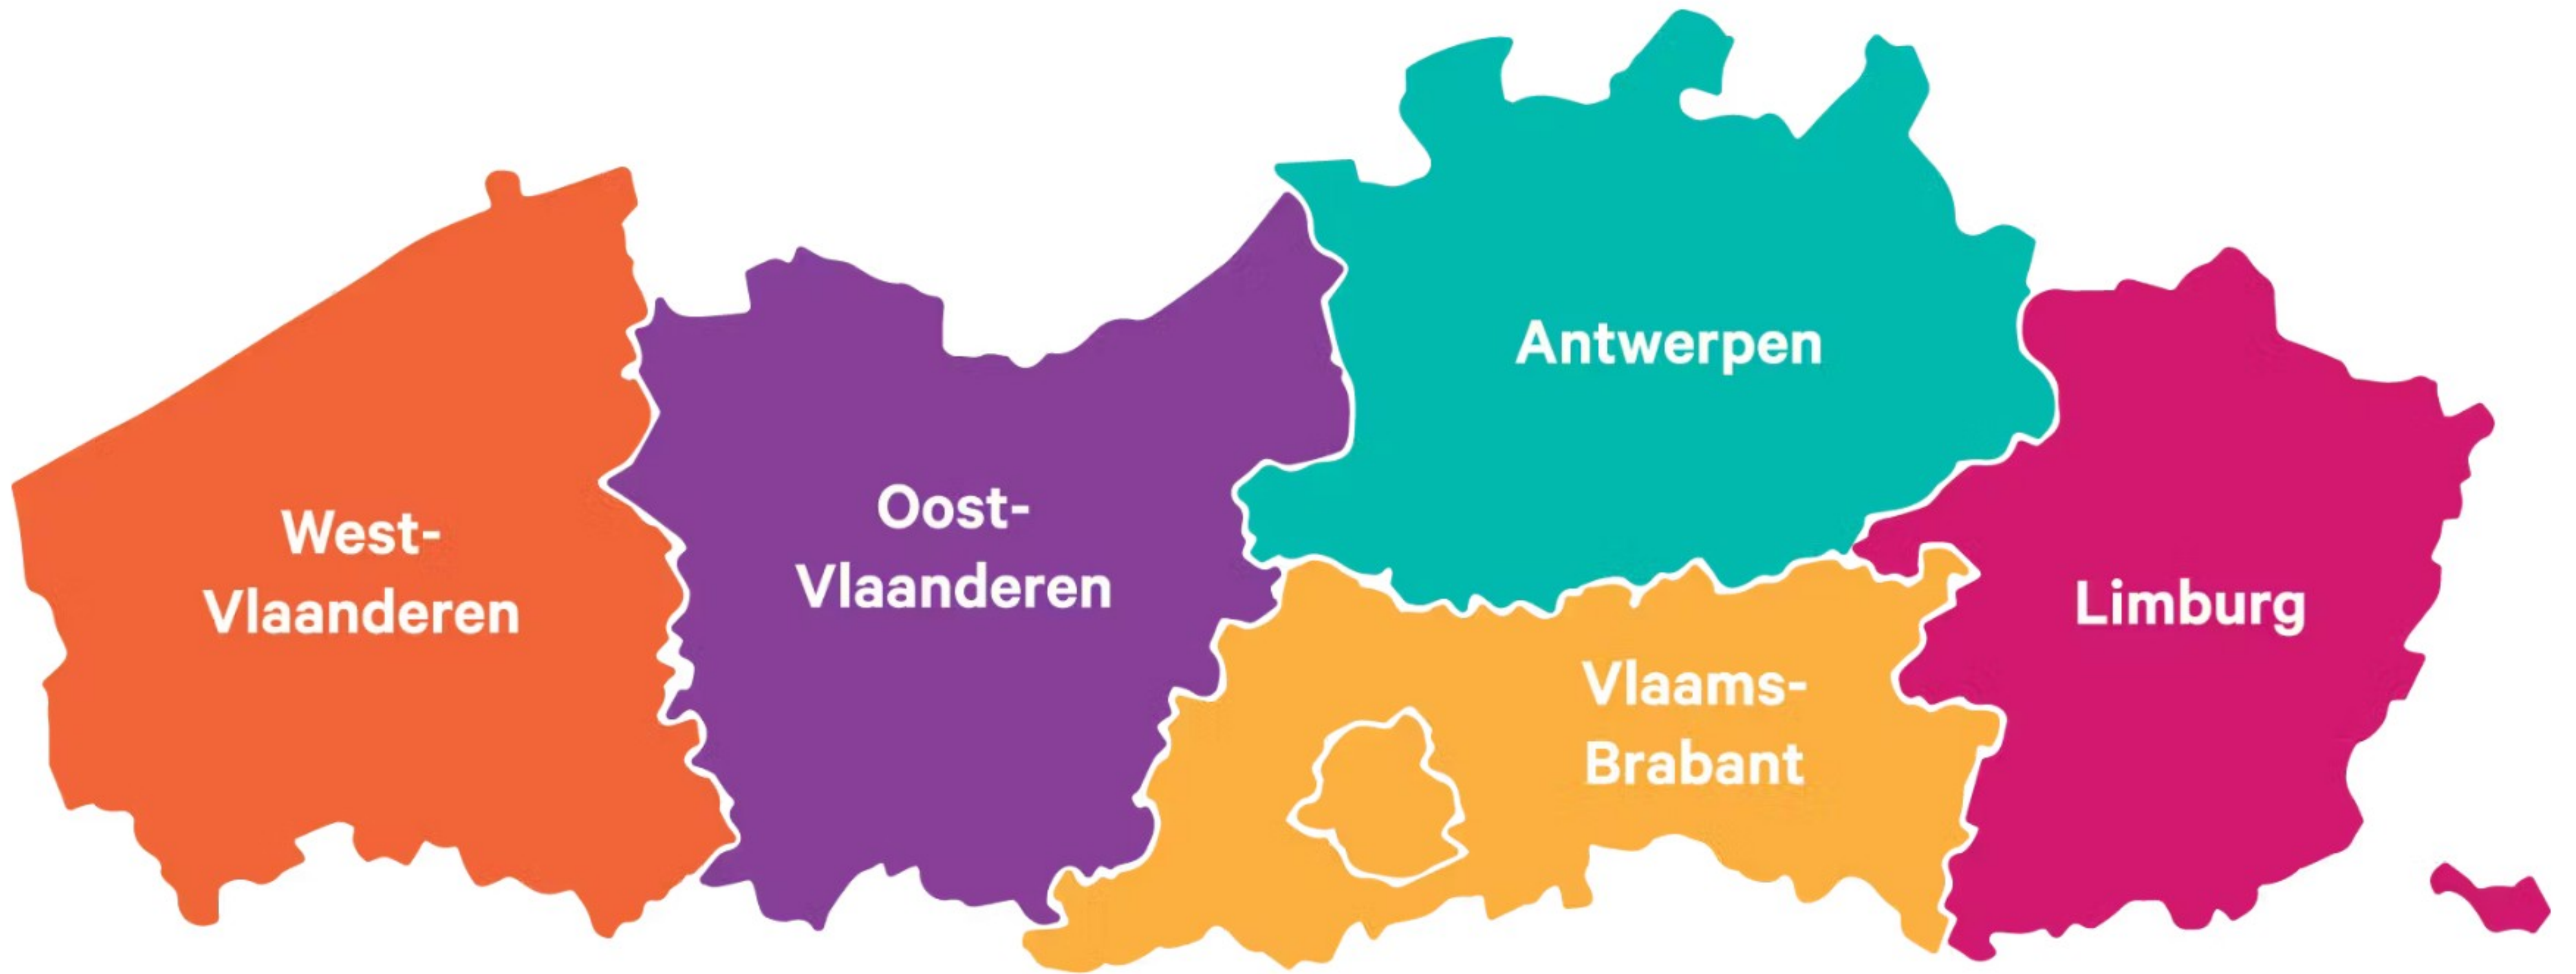 West-
Vlaanderen
Oost-
Vlaanderen
Antwerpen
Vlaams-
Brabant
Limburg